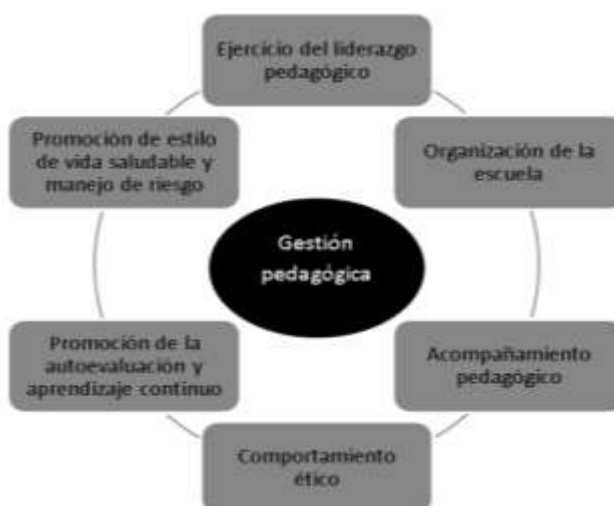 Ejercicio del liderazgo
pedagógico
Organización de la
escuela
Acompañamiento
pedagógico
Comportamiento
ético
Promoción de la
autoevaluación y
aprendizaje continuo
Promoción de estilo
de vida saludable y
manejo de riesgo
Gestión
pedagógica